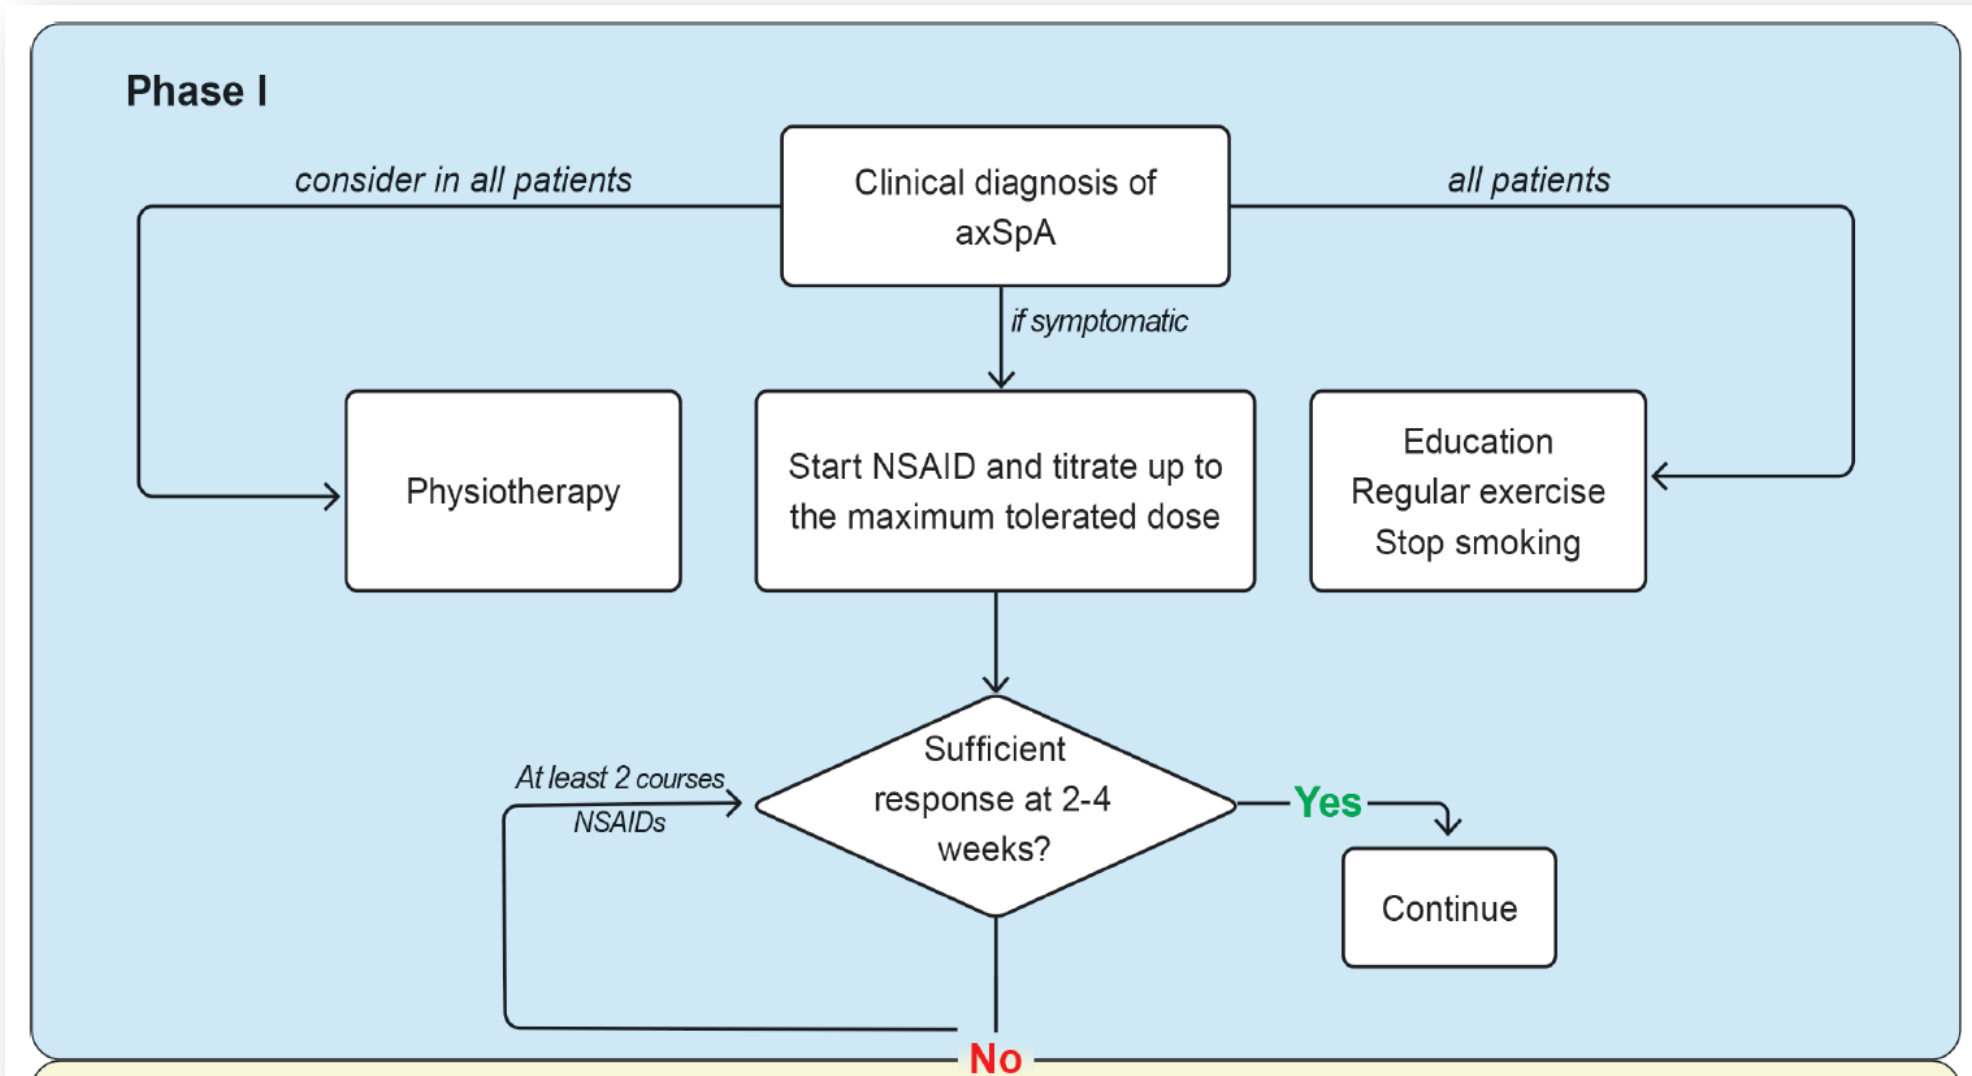 Phase I
consider in all patients
Clinical diagnosis of
axSpA
all patients
if symptomatic
Physiotherapy
Start NSAID and titrate up to
the maximum tolerated dose
Education
Regular exercise
Stop smoking
At least 2 courses
NSAIDs
Sufficient
response at 2-4
weeks?
Yes
Continue
No